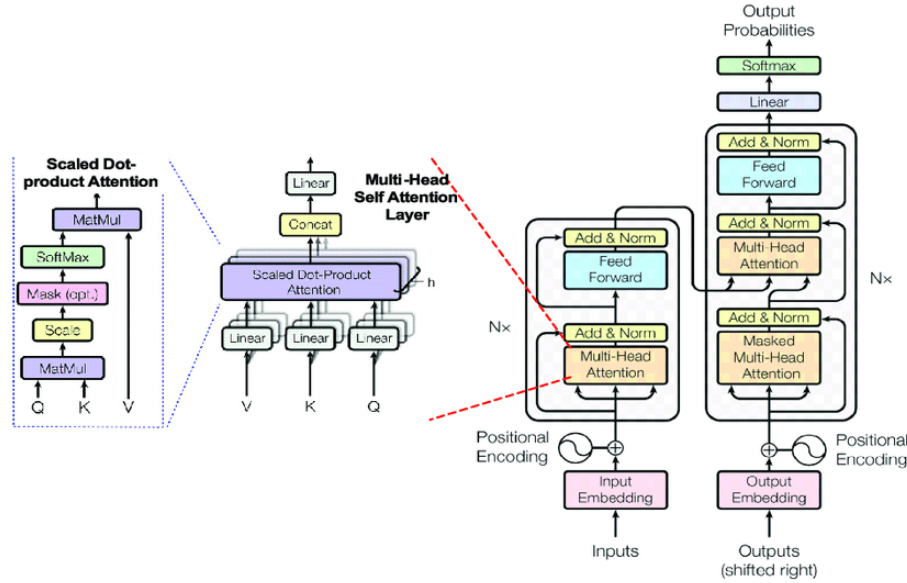 Scaled Dot-
product Attention
MatMul
SoftMax
Mask (opt.)
Scale
MatMul
Q K V
Linear
Multi-Head
Self Attention
Layer
Concat
Scaled Dot-Product
Attention
h
Linear Linear Linear
V K Q
Add & Norm
Feed
Forward
Nx
Add & Norm
Multi-Head
Attention
Positional
Encoding
Input
Embedding
Inputs
Output
Probabilities
Softmax
Linear
Add & Norm
Feed
Forward
Add & Norm
Multi-Head
Attention
Nx
Add & Norm
Masked
Multi-Head
Attention
Positional
Encoding
Output
Embedding
Outputs
(shifted right)